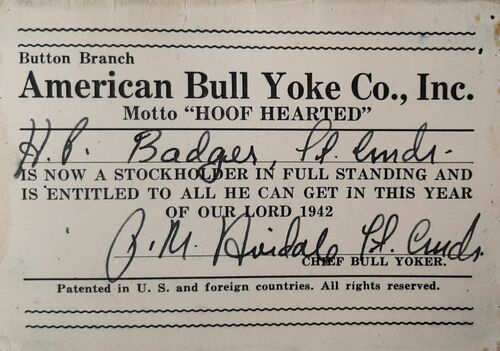 Button Branch
American Bull Yoke Co., Inc.
Motto “HOOF HEARTED”
H. P. Badger, Lt. Cmdr.
IS NOW A STOCKHOLDER IN FULL STANDING AND
IS ENTITLED TO ALL HE CAN GET IN THIS YEAR
OF OUR LORD 1942
M. Lt. Cmdr.
CHIEF BULL YOKER.
Patented in U. S. and foreign countries. All rights reserved.